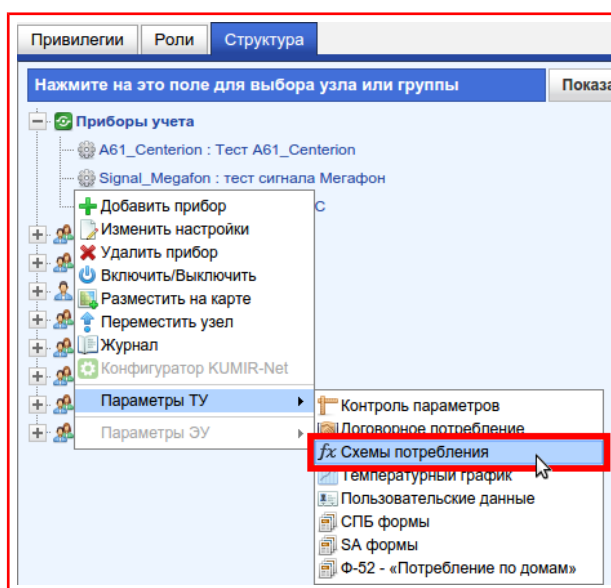 Привилегии Роли Структура
Нажмите на это поле для выбора узла или группы Показа
Приборы учета
A61_Centerion : Тест A61_Centerion
Signal_Megafon : тест сигнала Мегафон
Добавить прибор С
Изменить настройки
Удалить прибор
Включить/Выключить
Разместить на карте
Переместить узел
Журнал
Конфигуратор KUMIR-Net
Параметры ТУ
Контроль параметров
Параметры ЭУ
Договорное потребление
fx Схемы потребления
Температурный график
Пользовательские данные
СПБ формы
SA формы
Ф-52 - «Потребление по домам»